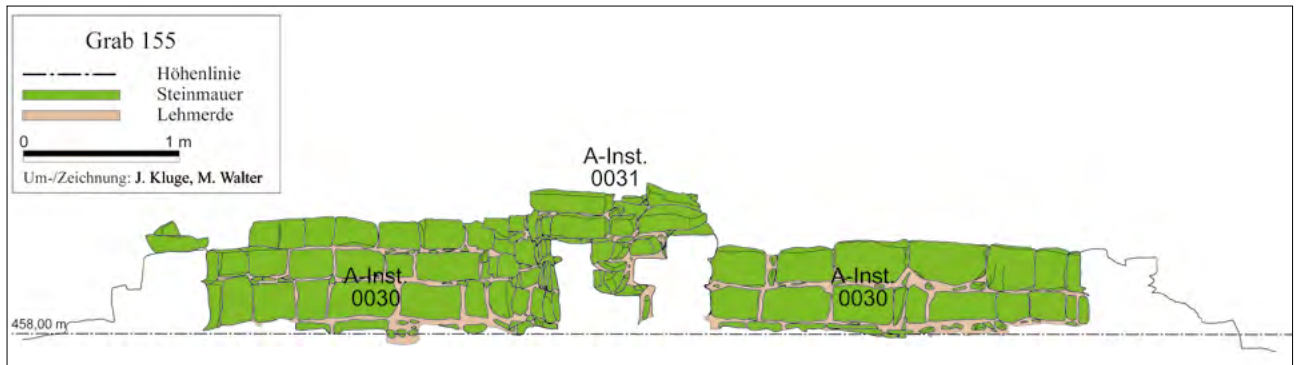 Grab 155
Höhenlinie
Steinmauer
Lehmerde
0 1 m
Um-/Zeichnung: J. Kluge, M. Walter
A-Inst.
0031
A-Inst.
0030
A-Inst.
0030
458,00 m